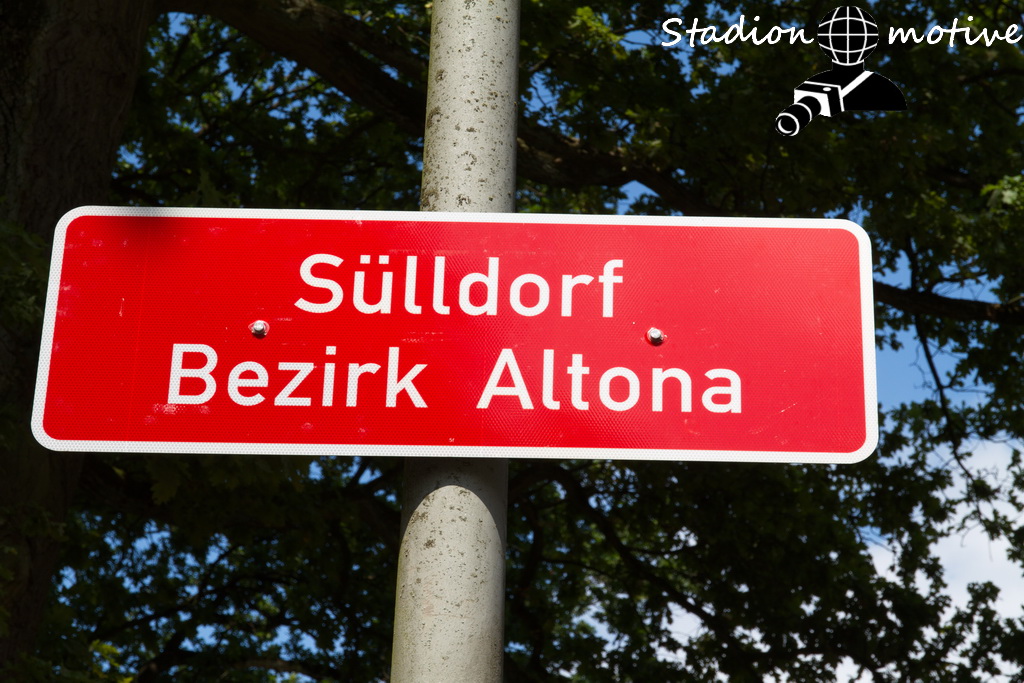 Stadion motive
Sülldorf
Bezirk Altona